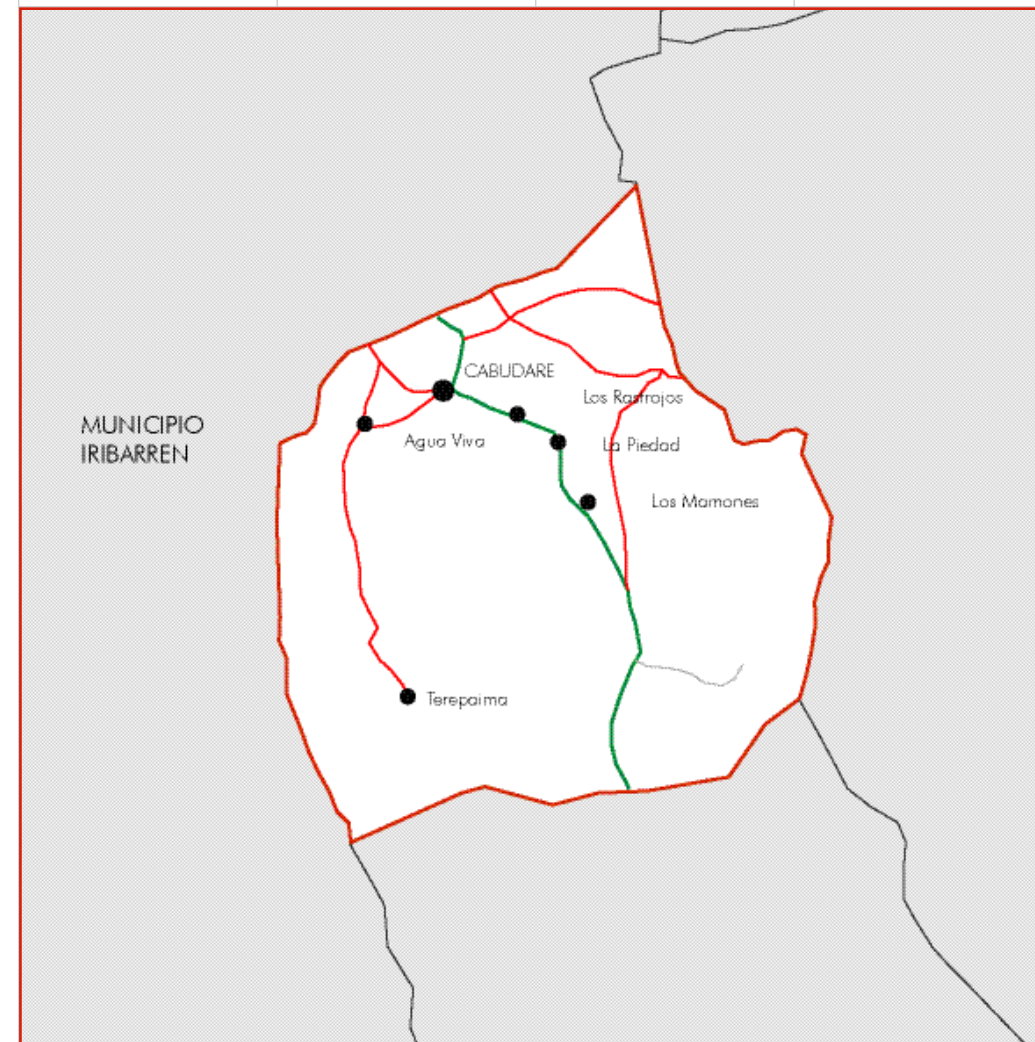 CABUDARE
Los Rastrojos
MUNICIPIO
IRIBARREN
Agua Viva
La Piedad
Los Mamones
Terepaima